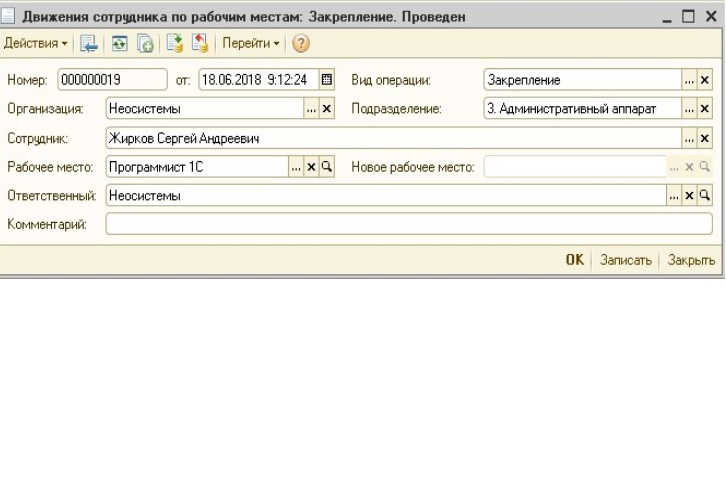 Движения сотрудника по рабочим местам: Закрепление. Проведен
Действия Перейти
Номер: 000000019 от: 18.06.2018 9:12:24 Вид операции: Закрепление
Организация: Неосистемы Подразделение: 3. Административный аппарат
Сотрудник: Жирков Сергей Андреевич
Рабочее место: Программист 1С Новое рабочее место:
Ответственный: Неосистемы
Комментарий:
ОК Записать Закрыть